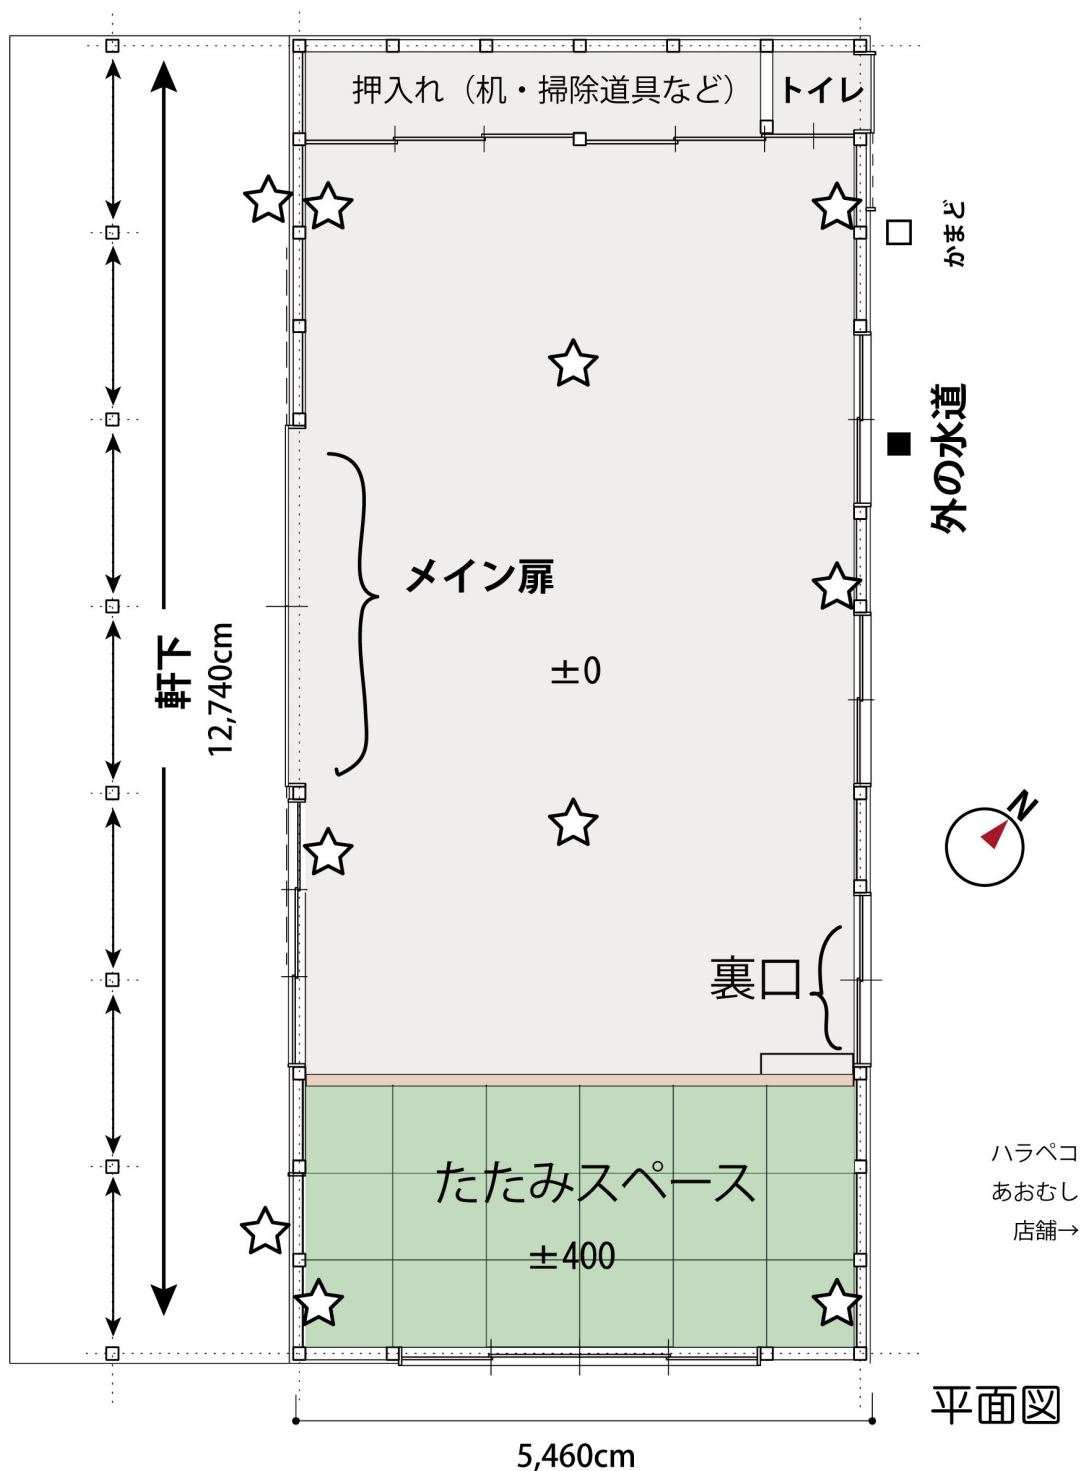 押入れ（机・掃除道具など）
トイレ
かまど
外の水道
メイン扉
±0
軒下
12,740cm
N
裏口
たたみスペース
±400
ハラペコ
あおむし
店舗→
平面図
5,460cm